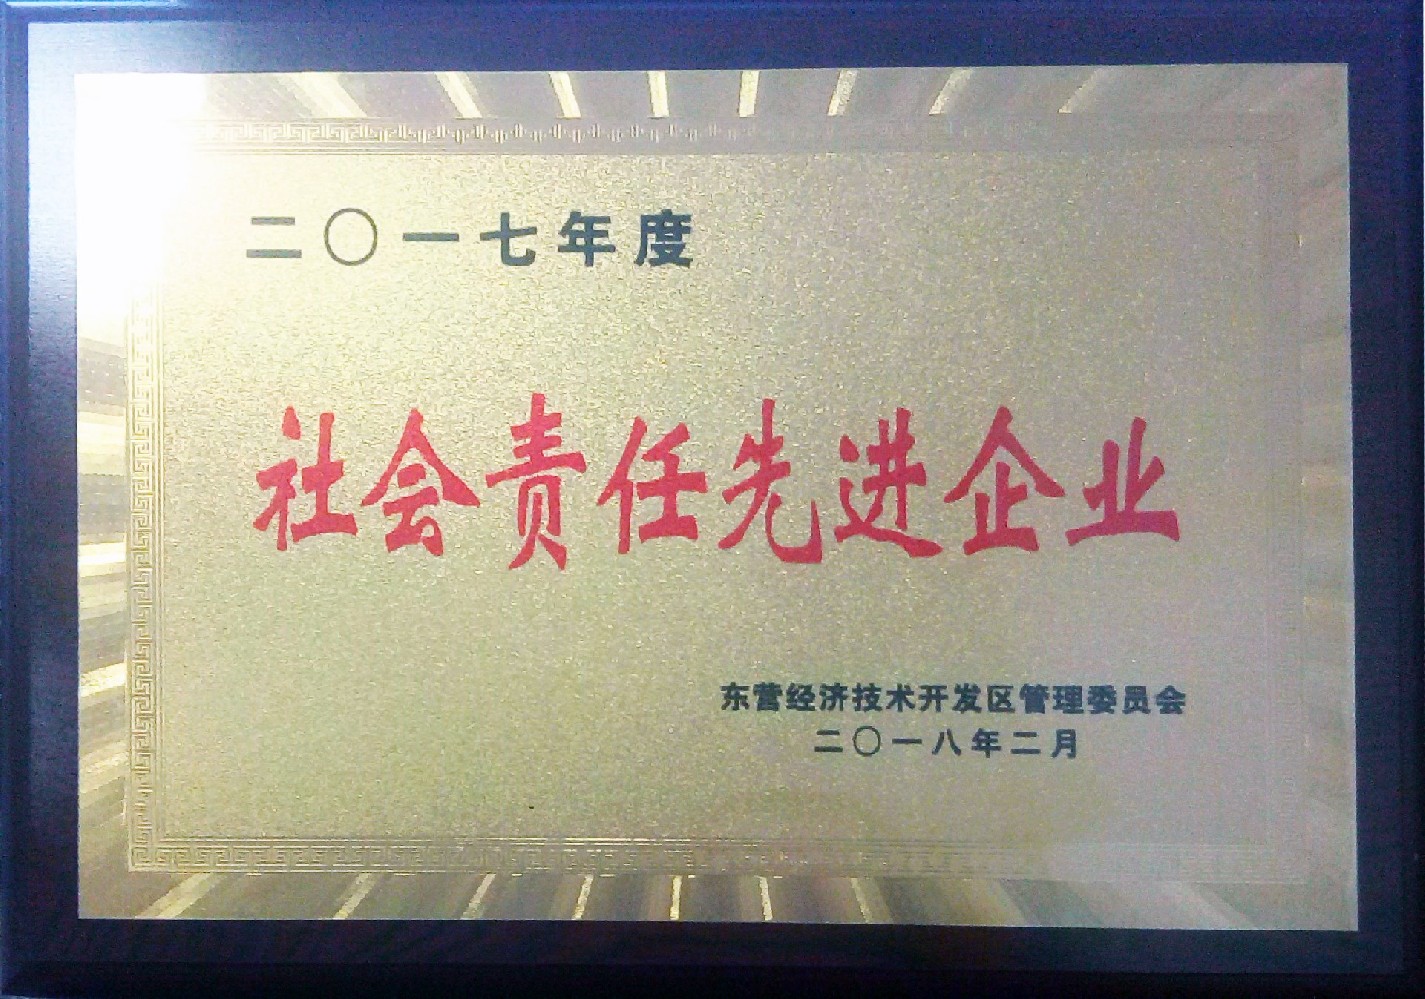 二〇一七年度
社会责任先进企业
东营经济技术开发区管理委员会
二〇一八年二月